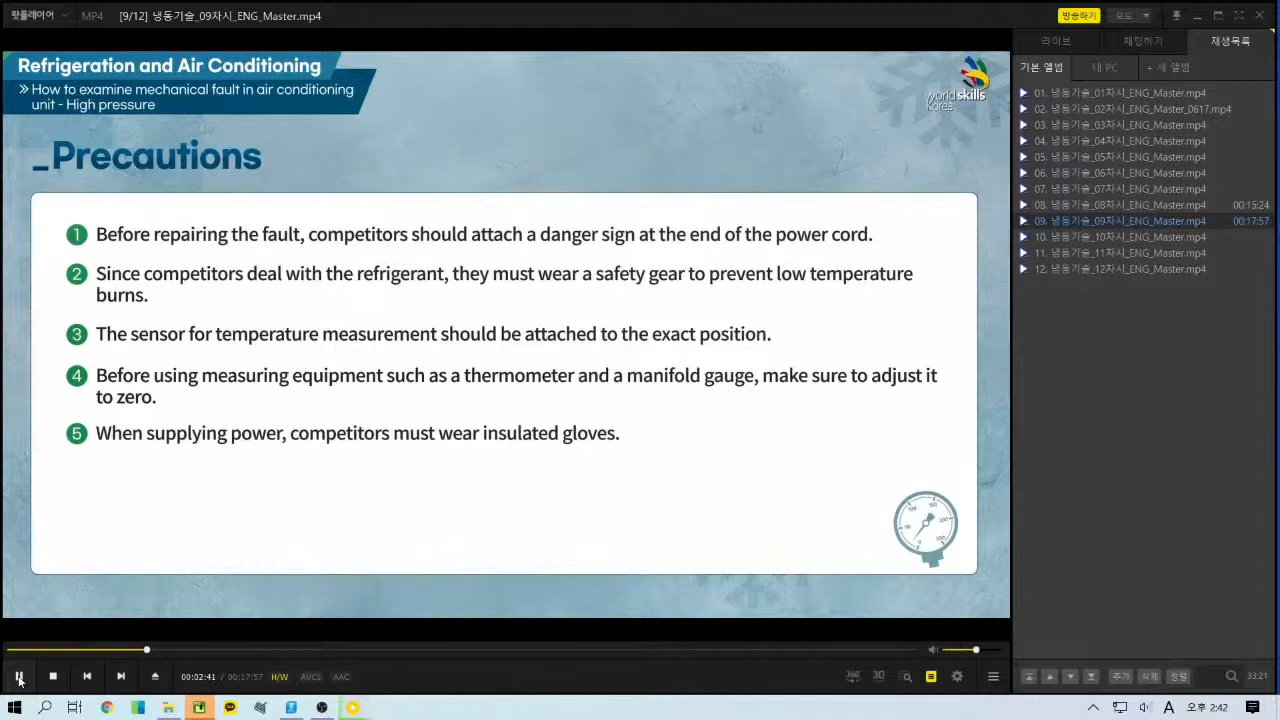 팟플레이어
MP4
[9/12] 냉동기술_09차시_ENG_Master.mp4
방송하기
모드
라이브
채팅하기
재생목록
기본 앨범
내 PC
+ 새 앨범
Refrigeration and Air Conditioning
» How to examine mechanical fault in air conditioning
unit - High pressure
world skills
Korea
_Precautions
1 Before repairing the fault, competitors should attach a danger sign at the end of the power cord.
2 Since competitors deal with the refrigerant, they must wear a safety gear to prevent low temperature
burns.
3 The sensor for temperature measurement should be attached to the exact position.
4 Before using measuring equipment such as a thermometer and a manifold gauge, make sure to adjust it
to zero.
5 When supplying power, competitors must wear insulated gloves.
01. 냉동기술_01차시_ENG_Master.mp4
02. 냉동기술_02차시_ENG_Master_0617.mp4
03. 냉동기술_03차시_ENG_Master.mp4
04. 냉동기술_04차시_ENG_Master.mp4
05. 냉동기술_05차시_ENG_Master.mp4
06. 냉동기술_06차시_ENG_Master.mp4
07. 냉동기술_07차시_ENG_Master.mp4
08. 냉동기술_08차시_ENG_Master.mp4 00:15:24
09. 냉동기술_09차시_ENG_Master.mp4 00:17:57
10. 냉동기술_10차시_ENG_Master.mp4
11. 냉동기술_11차시_ENG_Master.mp4
12. 냉동기술_12차시_ENG_Master.mp4
00:02:41 / 00:17:57 H/W AVC1 AAC
360° 3D
추가 삭제 정렬
33:21
A 오후 2:42